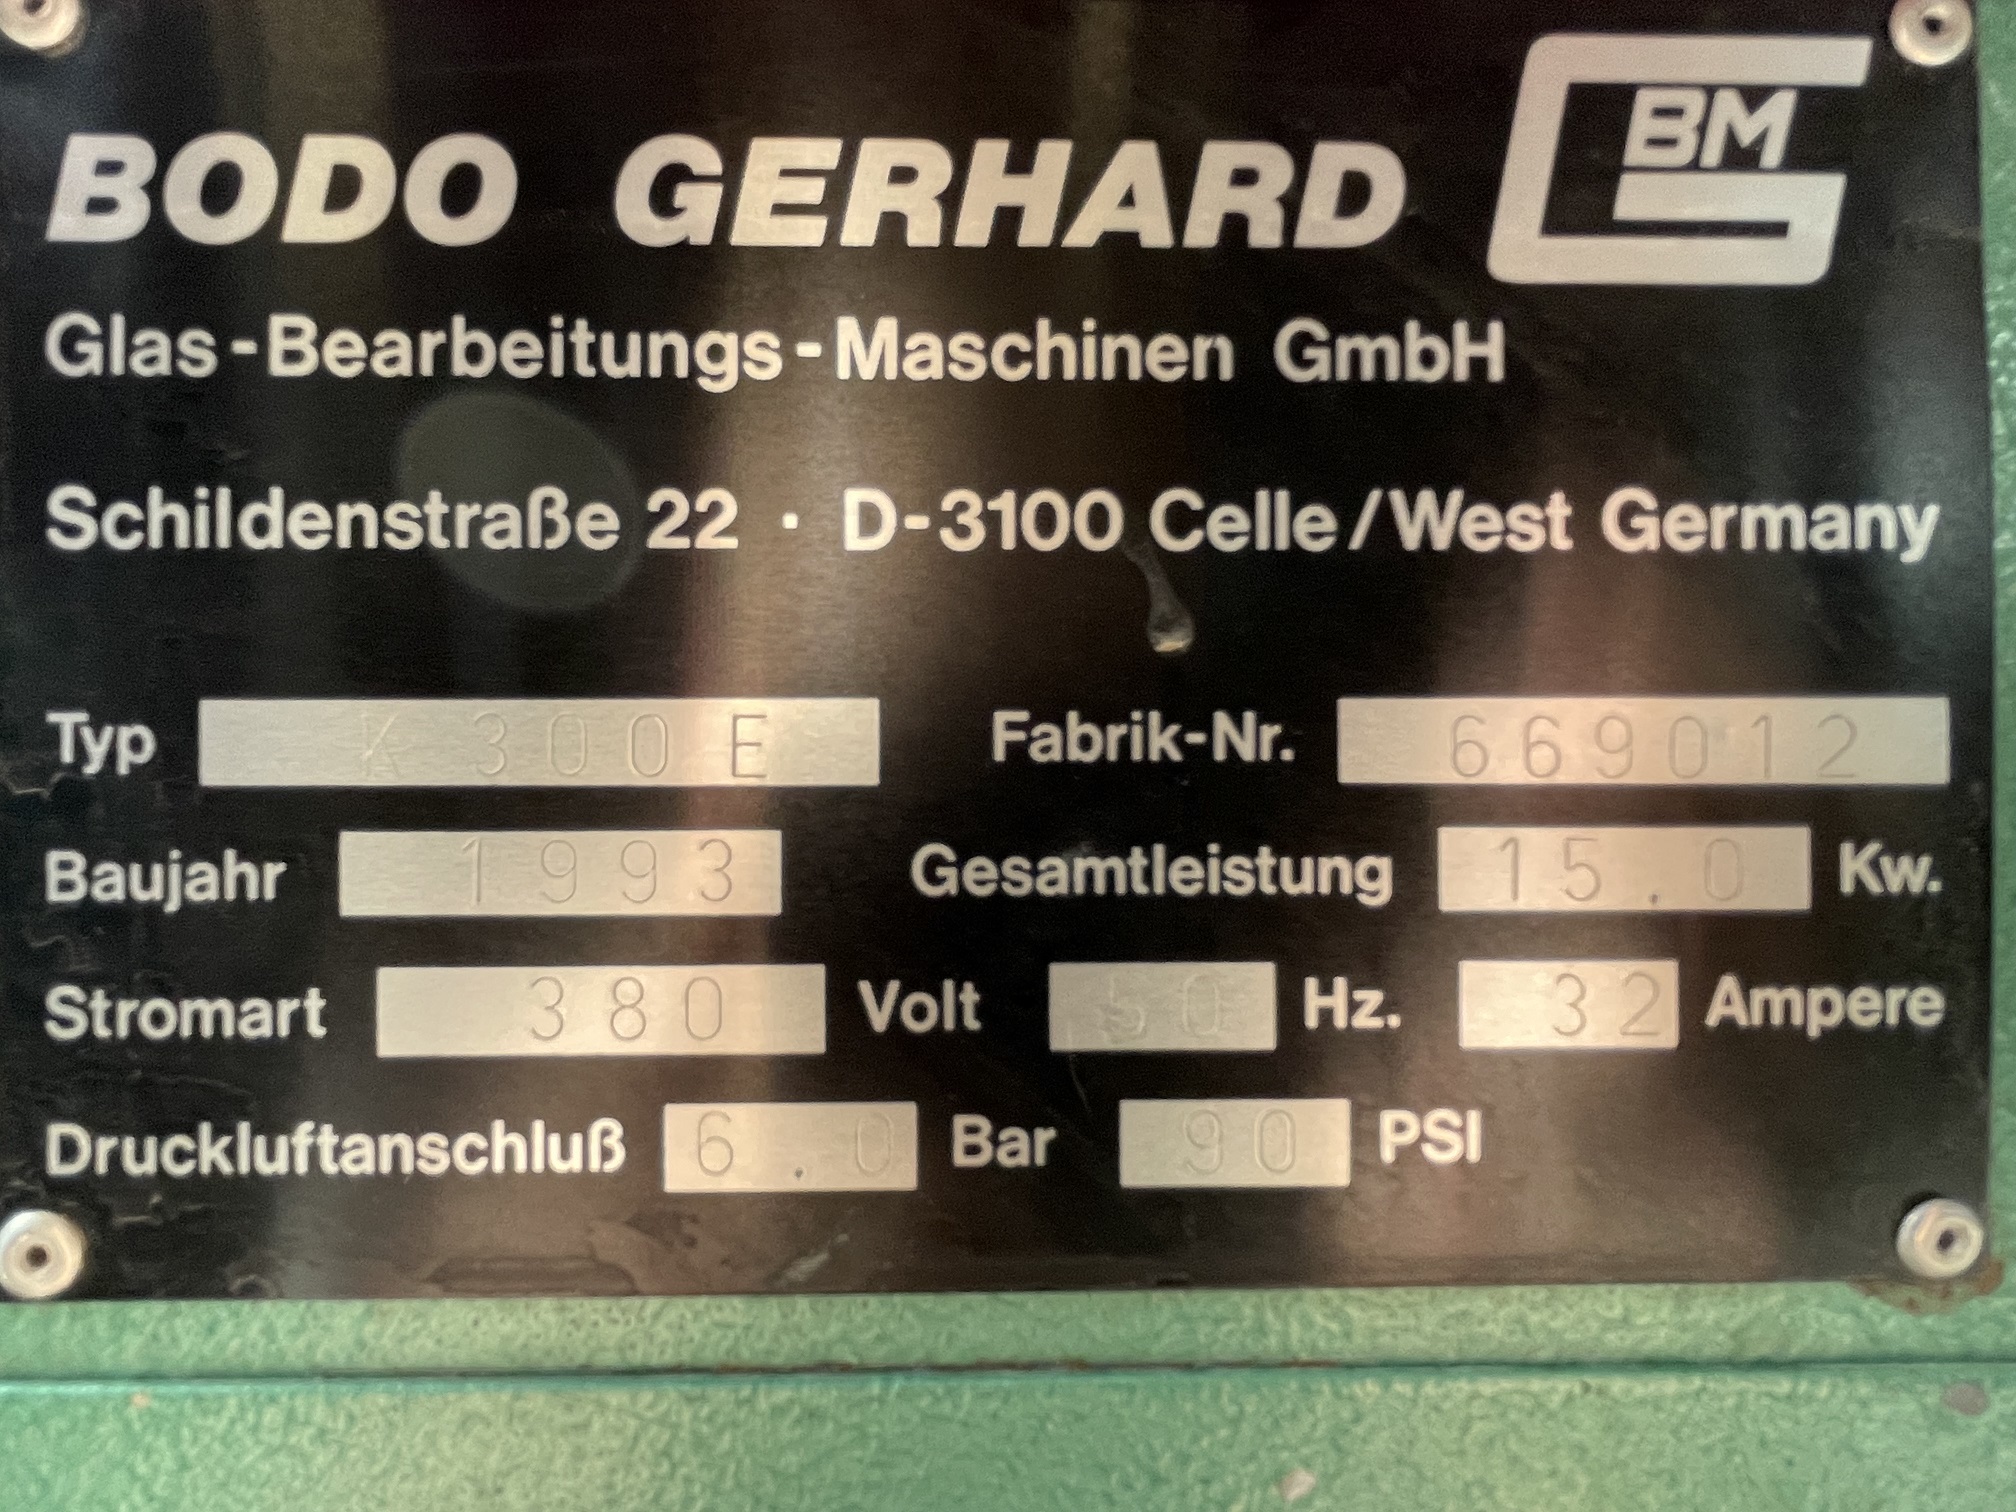 BODO GERHARD GBM
Glas-Bearbeitungs-Maschinen GmbH
Schildenstraße 22 · D-3100 Celle/West Germany
Typ K 300 E Fabrik-Nr. 669012
Baujahr 1993 Gesamtleistung 15.0 Kw.
Stromart 380 Volt 50 Hz. 32 Ampere
Druckluftanschluß 6.0 Bar 90 PSI